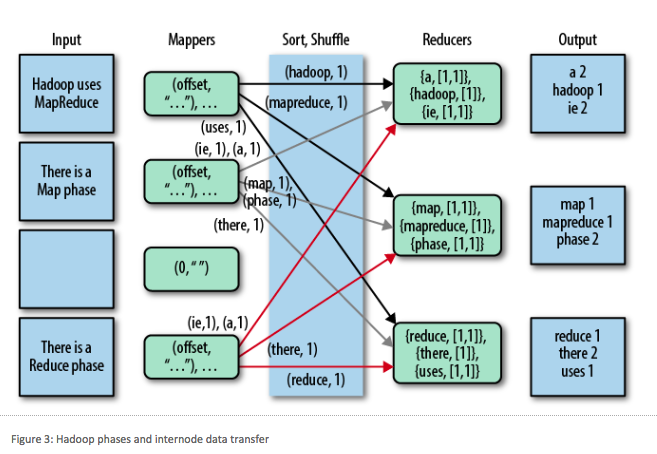 Input
Mappers
Sort, Shuffle
Reducers
Output
Hadoop uses
MapReduce
(offset,
“...”), ...
(hadoop, 1)
(mapreduce, 1)
(uses, 1)
{a, [1,1]},
{hadoop, [1]},
{ie, [1,1]}
a 2
hadoop 1
ie 2
There is a
Map phase
(ie, 1), (a, 1)
(offset,
“...”), ...
(map, 1),
(phase, 1)
(there, 1)
{map, [1,1]},
{mapreduce, [1]},
{phase, [1,1]}
map 1
mapreduce 1
phase 2
(0, “ ”)
There is a
Reduce phase
(ie,1), (a,1)
(offset,
“...”), ...
(there, 1)
(reduce, 1)
{reduce, [1,1]},
{there, [1]},
{uses, [1,1]}
reduce 1
there 2
uses 1
Figure 3: Hadoop phases and internode data transfer